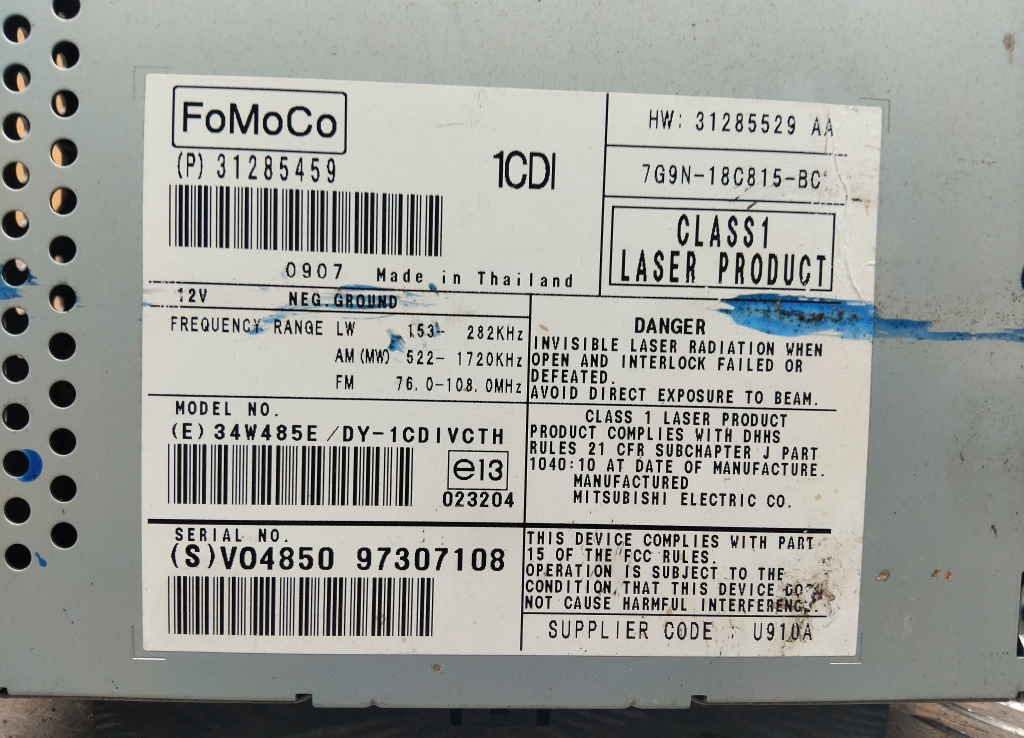 FoMoCo
(P) 31285459
1CDI
HW: 31285529 AA
7G9N-18C815-BC
CLASS1
LASER PRODUCT
0907 Made in Thailand
12V NEG.GROUND
FREQUENCY RANGE LW 153- 282KHz
AM (MW) 522- 1720KHz
FM 76.0-108.0MHz
DANGER
INVISIBLE LASER RADIATION WHEN
OPEN AND INTERLOCK FAILED OR
DEFEATED.
AVOID DIRECT EXPOSURE TO BEAM.
MODEL NO.
(E) 34W485E/DY-1CDIVCTH
e13
023204
CLASS 1 LASER PRODUCT
PRODUCT COMPLIES WITH DHHS
RULES 21 CFR SUBCHAPTER J PART
1040:10 AT DATE OF MANUFACTURE.
MANUFACTURED
MITSUBISHI ELECTRIC CO.
SERIAL NO.
(S)VO4850 97307108
THIS DEVICE COMPLIES WITH PART
15 OF THE FCC RULES.
OPERATION IS SUBJECT TO THE
CONDITION, THAT THIS DEVICE DOES
NOT CAUSE HARMFUL INTERFERENCE.
SUPPLIER CODE : U910A